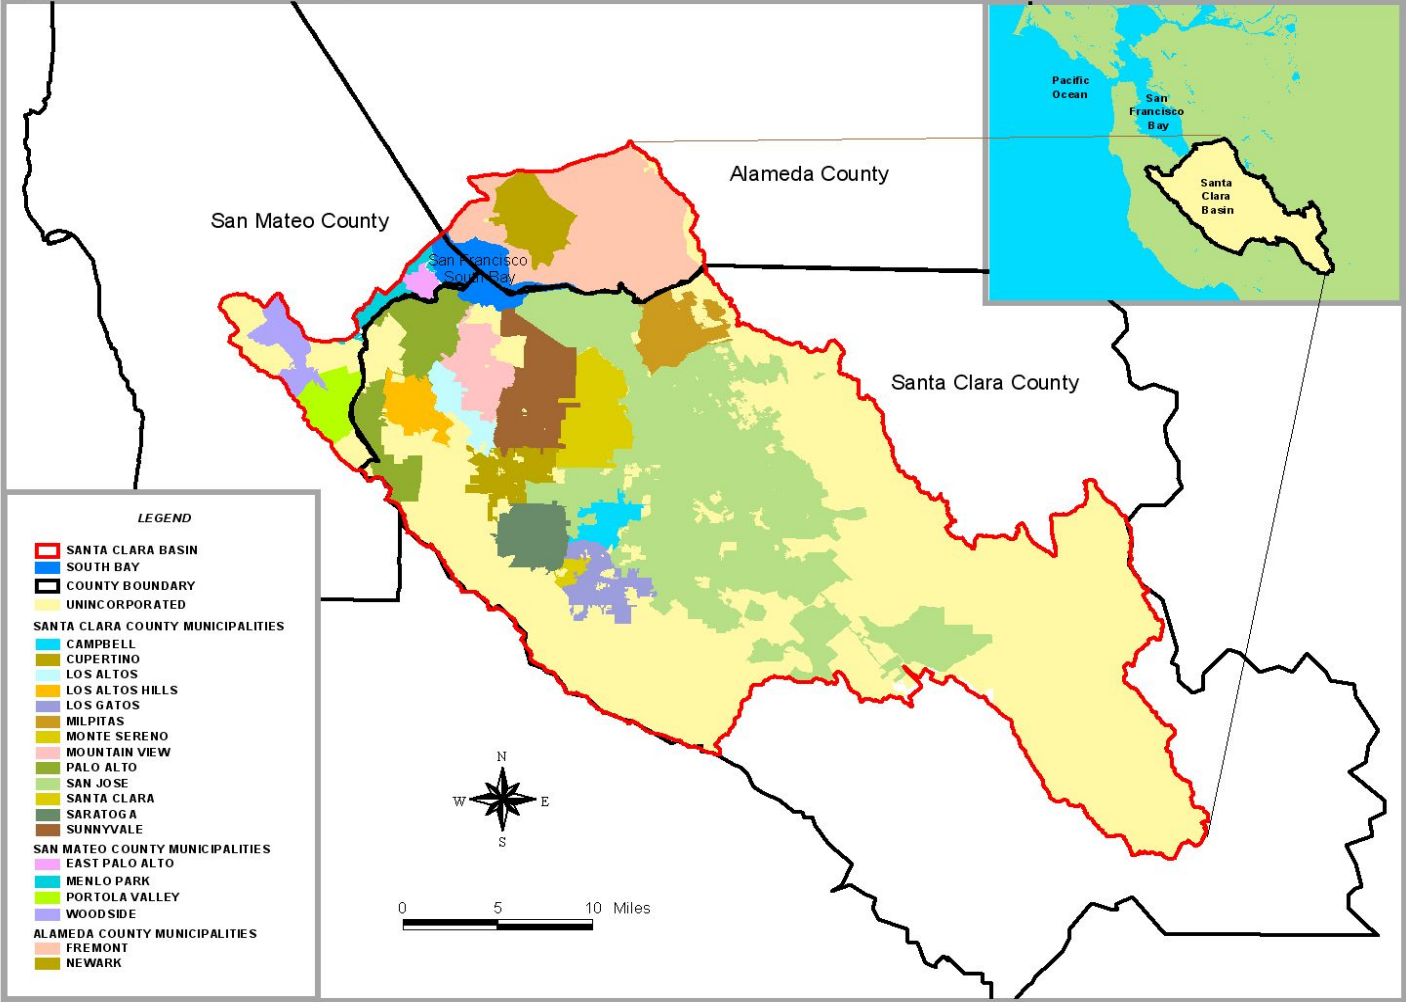 Pacific
Ocean
San
Francisco
Bay
Santa
Clara
Basin
Alameda County
San Mateo County
San Francisco
South Bay
Santa Clara County
LEGEND
SANTA CLARA BASIN
SOUTH BAY
COUNTY BOUNDARY
UNINCORPORATED
SANTA CLARA COUNTY MUNICIPALITIES
CAMPBELL
CUPERTINO
LOS ALTOS
LOS ALTOS HILLS
LOS GATOS
MILPITAS
MONTE SERENO
MOUNTAIN VIEW
PALO ALTO
SAN JOSE
SANTA CLARA
SARATOGA
SUNNYVALE
SAN MATEO COUNTY MUNICIPALITIES
EAST PALO ALTO
MENLO PARK
PORTOLA VALLEY
WOODSIDE
ALAMEDA COUNTY MUNICIPALITIES
FREMONT
NEWARK
N
W E
S
0 5 10 Miles